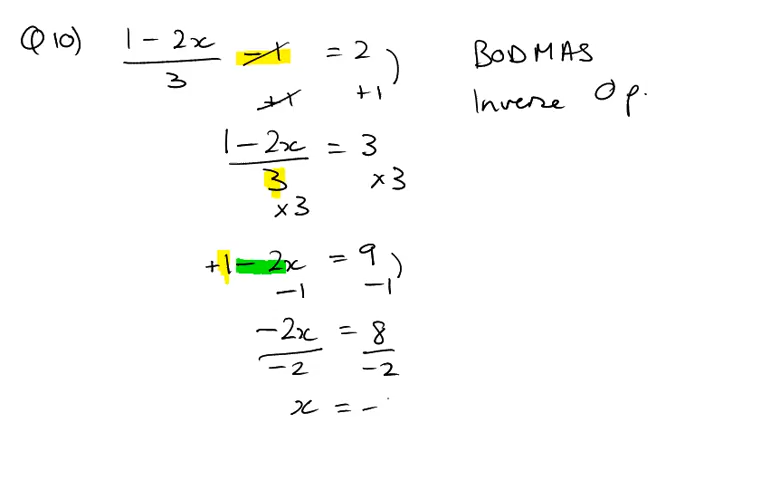 Q10) (1 - 2x)/3 - 1 = 2 )
+1 +1
BODMAS
Inverse Op.
(1 - 2x)/3 = 3
×3 ×3
+1 - 2x = 9 )
-1 -1
-2x/-2 = 8/-2
x = -